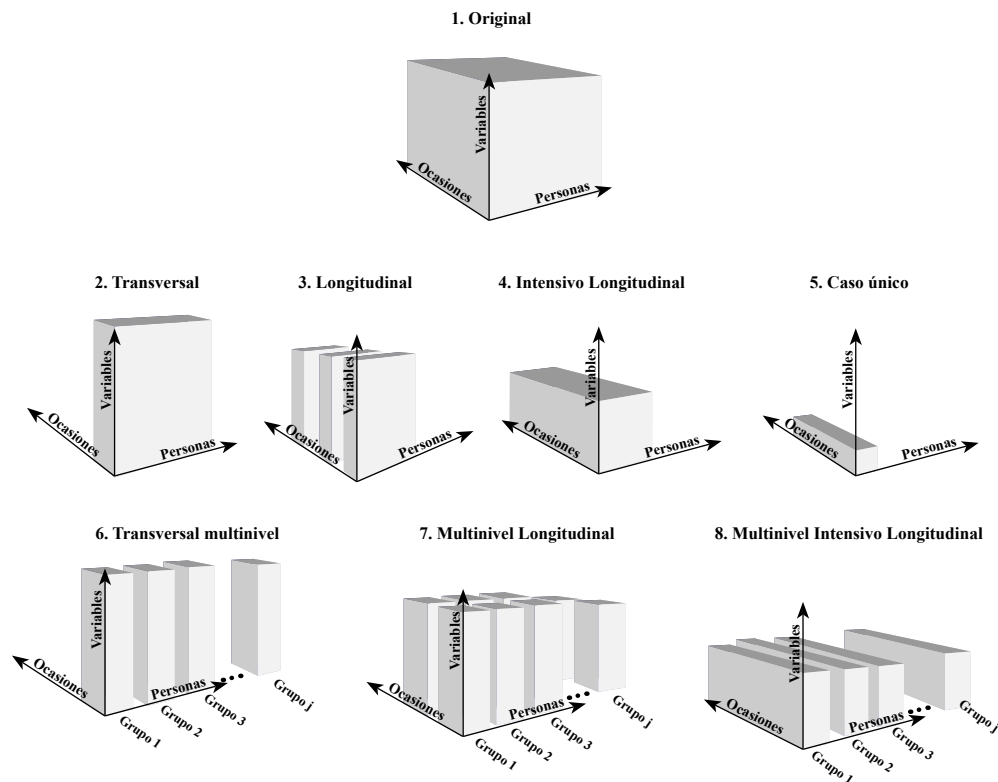 1. Original
Variables
Ocasiones
Personas
2. Transversal
Variables
Ocasiones
Personas
3. Longitudinal
Variables
Ocasiones
Personas
4. Intensivo Longitudinal
Variables
Ocasiones
Personas
5. Caso único
Variables
Ocasiones
Personas
6. Transversal multinivel
Variables
Ocasiones
Personas
Grupo 1
Grupo 2
Grupo 3
Grupo j
7. Multinivel Longitudinal
Variables
Ocasiones
Personas
Grupo 1
Grupo 2
Grupo 3
Grupo j
8. Multinivel Intensivo Longitudinal
Variables
Ocasiones
Personas
Grupo 1
Grupo 2
Grupo 3
Grupo j